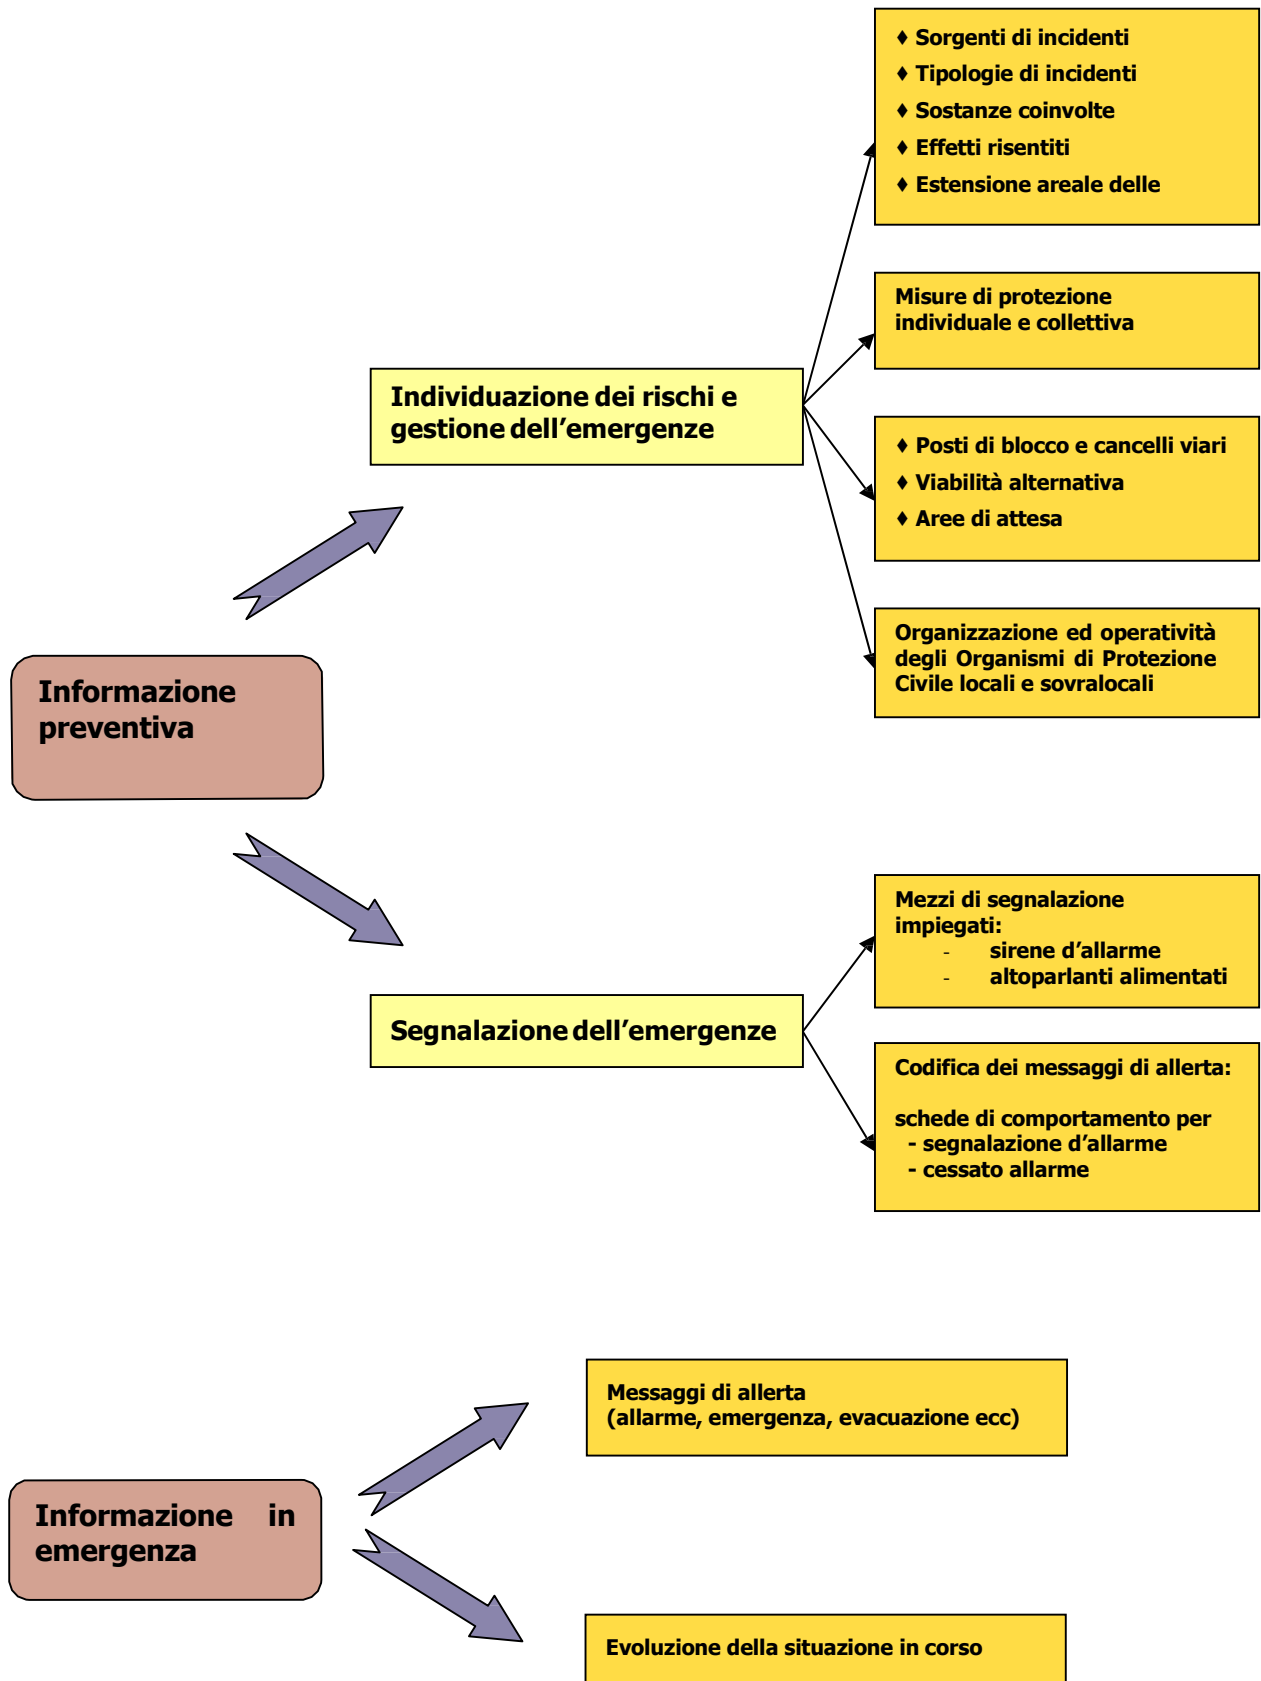 ♦ Sorgenti di incidenti
♦ Tipologie di incidenti
♦ Sostanze coinvolte
♦ Effetti risentiti
♦ Estensione areale delle
Misure di protezione
individuale e collettiva
Individuazione dei rischi e
gestione dell’emergenze
♦ Posti di blocco e cancelli viari
♦ Viabilità alternativa
♦ Aree di attesa
Organizzazione ed operatività
degli Organismi di Protezione
Civile locali e sovralocali
Informazione
preventiva
Mezzi di segnalazione
impiegati:
- sirene d’allarme
- altoparlanti alimentati
Segnalazione dell’emergenze
Codifica dei messaggi di allerta:
schede di comportamento per
- segnalazione d’allarme
- cessato allarme
Messaggi di allerta
(allarme, emergenza, evacuazione ecc)
Informazione in
emergenza
Evoluzione della situazione in corso